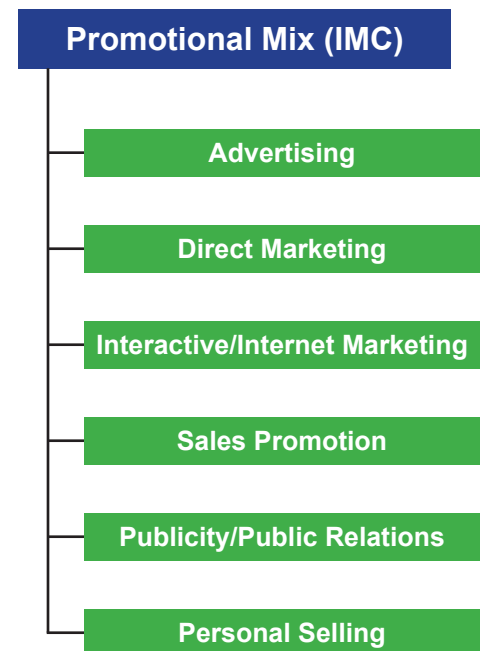 Promotional Mix (IMC)
Advertising
Direct Marketing
Interactive/Internet Marketing
Sales Promotion
Publicity/Public Relations
Personal Selling